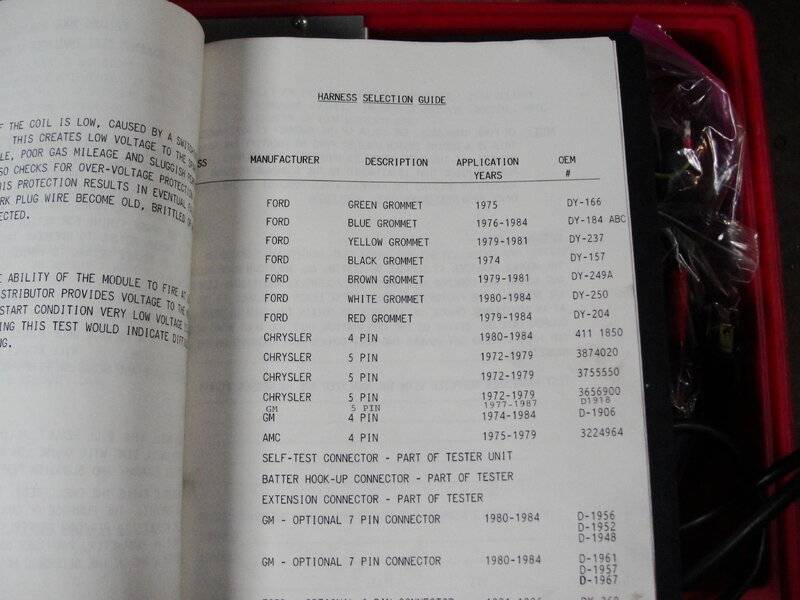 F THE COIL IS LOW, CAUSED BY A
THIS CREATES LOW VOLTAGE TO THE
LE, POOR GAS MILEAGE AND SLUGGISH
SO CHECKS FOR OVER-VOLTAGE PROTECTION
HIS PROTECTION RESULTS IN EVENTUAL
RK PLUG WIRE BECOME OLD, BRITTLED
ECTED.
E ABILITY OF THE MODULE TO FIRE AT
STRIBUTOR PROVIDES VOLTAGE TO THE
START CONDITION VERY LOW VOLTAGE
ING THIS TEST WOULD INDICATE
NG.
HARNESS SELECTION GUIDE
SS MANUFACTURER DESCRIPTION APPLICATION YEARS OEM #
FORD GREEN GROMMET 1975 DY-166
FORD BLUE GROMMET 1976-1984 DY-184 ABC
FORD YELLOW GROMMET 1979-1981 DY-237
FORD BLACK GROMMET 1974 DY-157
FORD BROWN GROMMET 1979-1981 DY-249A
FORD WHITE GROMMET 1980-1984 DY-250
FORD RED GROMMET 1979-1984 DY-204
CHRYSLER 4 PIN 1980-1984 411 1850
CHRYSLER 5 PIN 1972-1979 3874020
CHRYSLER 5 PIN 1972-1979 3755550
CHRYSLER 5 PIN 1972-1979 3656900
GM 5 PIN 1977-1987 D1918
GM 4 PIN 1974-1984 D-1906
AMC 4 PIN 1975-1979 3224964
SELF-TEST CONNECTOR - PART OF TESTER UNIT
BATTER HOOK-UP CONNECTOR - PART OF TESTER
EXTENSION CONNECTOR - PART OF TESTER
GM - OPTIONAL 7 PIN CONNECTOR 1980-1984 D-1956
D-1952
D-1948
GM - OPTIONAL 7 PIN CONNECTOR 1980-1984 D-1961
D-1957
D-1967